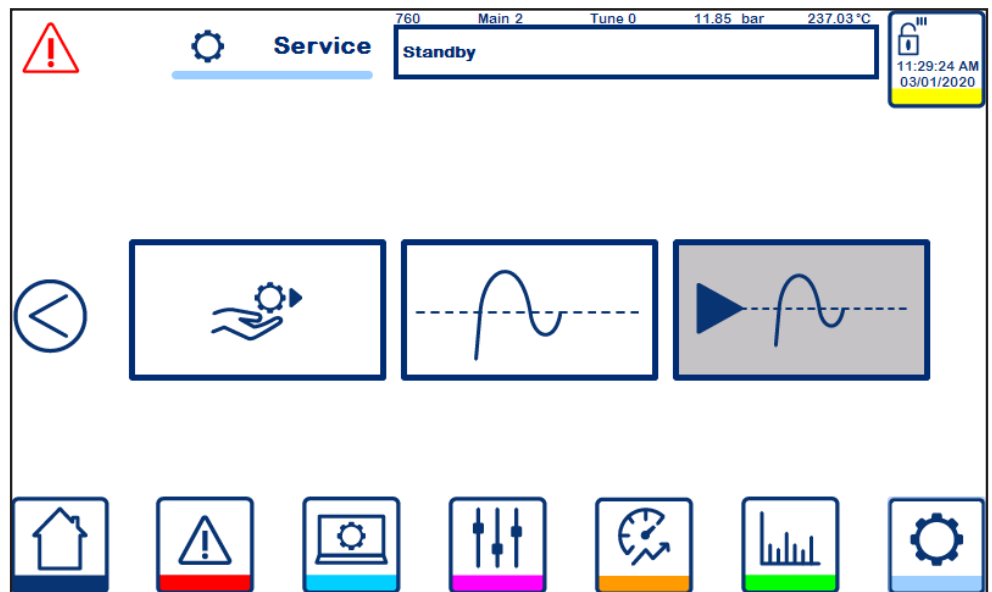 760 Main 2 Tune 0 11.85 bar 237.03 °C
Service
Standby
11:29:24 AM
03/01/2020